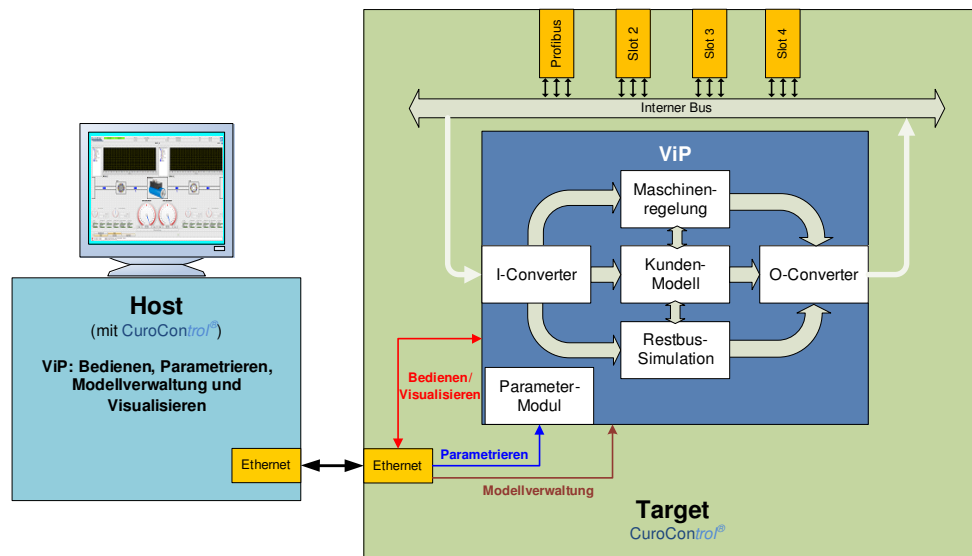 Profibus
Slot 2
Slot 3
Slot 4
Interner Bus
ViP
Maschinen-
regelung
I-Converter
Kunden-
Modell
O-Converter
Restbus-
Simulation
Parameter-
Modul
Host
(mit CuroControl®)
ViP: Bedienen, Parametrieren,
Modellverwaltung und
Visualisieren
Bedienen/
Visualisieren
Ethernet
Ethernet
Parametrieren
Modellverwaltung
Target
CuroControl®